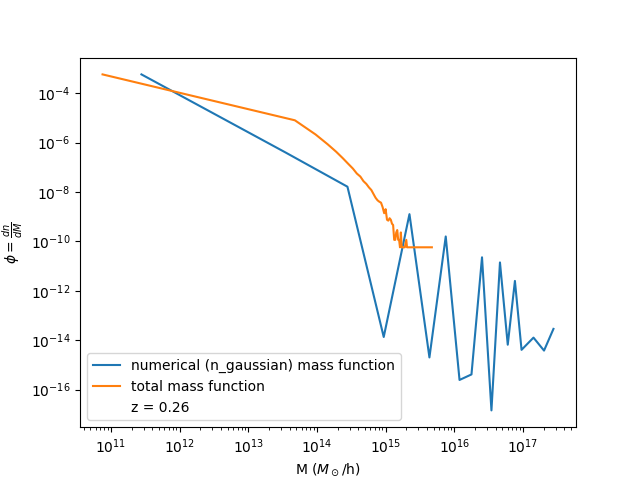 10⁻⁴
10⁻⁶
10⁻⁸
10⁻¹⁰
10⁻¹²
10⁻¹⁴
10⁻¹⁶
ϕ = dn/dM
numerical (n_gaussian) mass function
total mass function
z = 0.26
10¹¹ 10¹² 10¹³ 10¹⁴ 10¹⁵ 10¹⁶ 10¹⁷
M (M⊙/h)